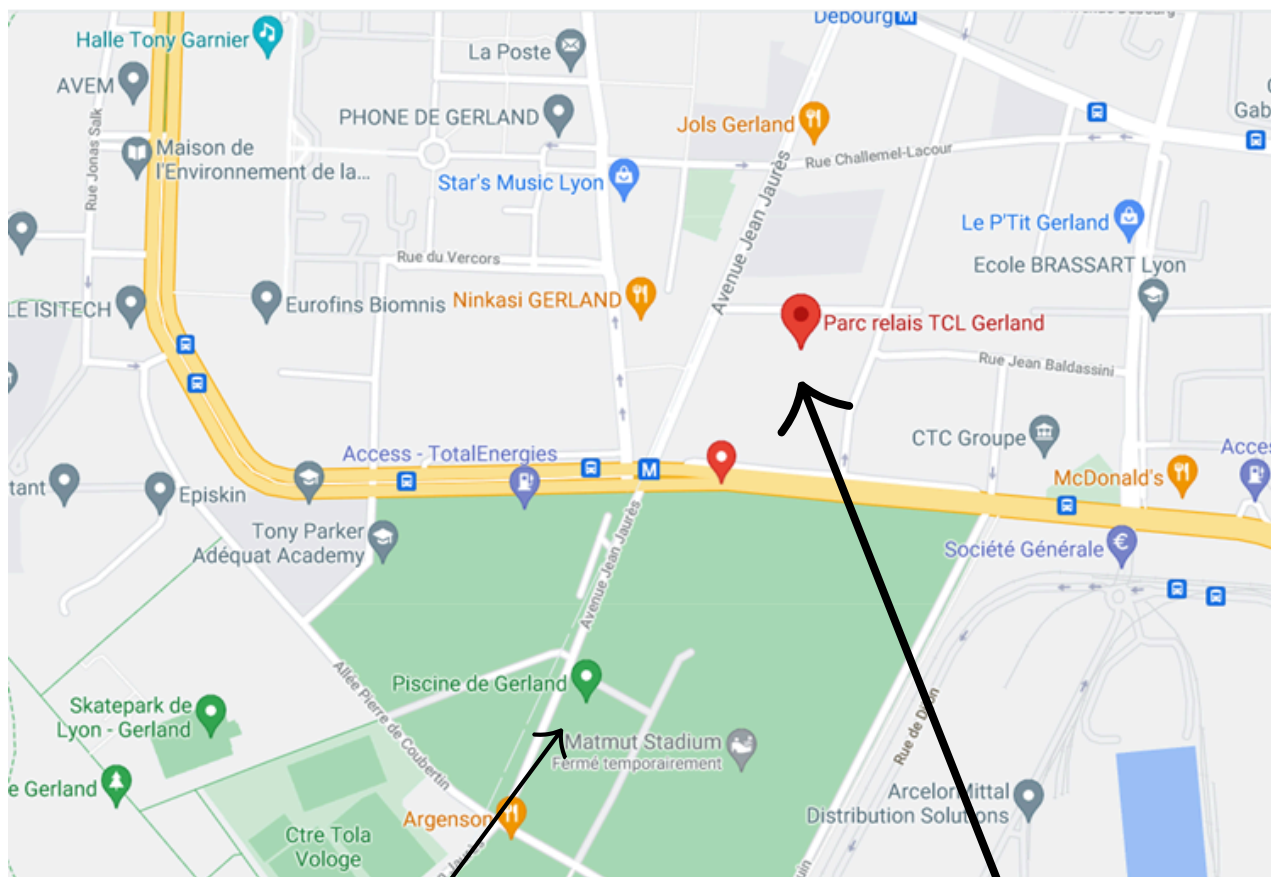 Debourg M
Halle Tony Garnier
La Poste
AVEM
PHONE DE GERLAND
Jols Gerland
Gab
Rue Jonas Salk
Maison de
l'Environnement de la...
Rue Challemel-Lacour
Star's Music Lyon
Avenue Jean Jaurès
Le P'Tit Gerland
Rue du Vercors
Ecole BRASSART Lyon
LE ISITECH
Eurofins Biomnis
Ninkasi GERLAND
Parc relais TCL Gerland
Rue Jean Baldassini
CTC Groupe
Access - TotalEnergies
M
Acces
McDonald's
tant
Episkin
Tony Parker
Adéquat Academy
Avenue Jean Jaurès
Société Générale
€
Allée Pierre de Coubertin
Piscine de Gerland
Skatepark de
Lyon - Gerland
Rue de Dijon
Matmut Stadium
Fermé temporairement
e Gerland
ArcelorMittal
Distribution Solutions
Argenson
Ctre Tola
Vologe
Jaurès
uin